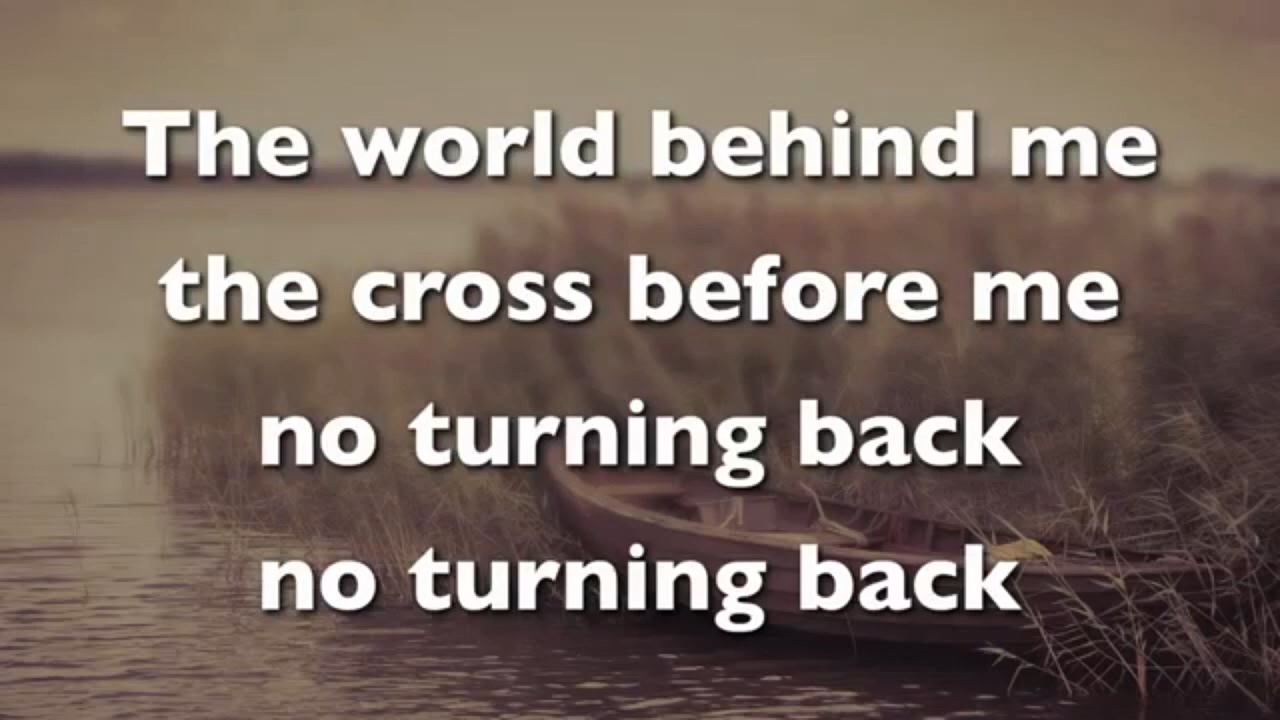 The world behind me
the cross before me
no turning back
no turning back